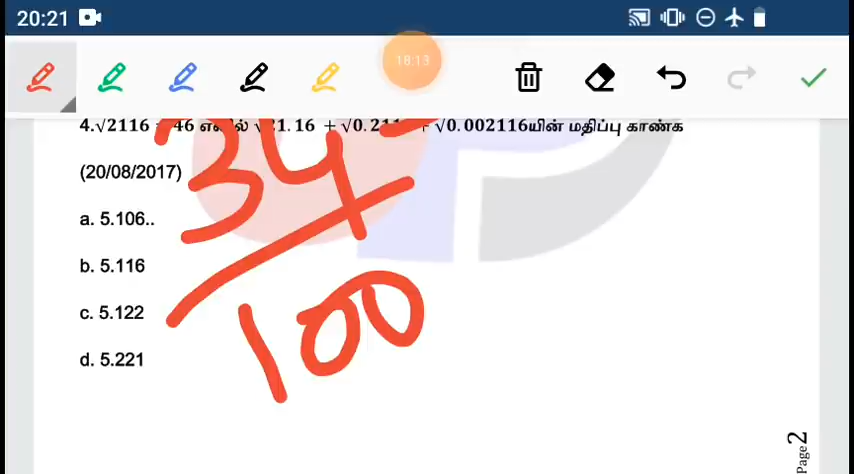 20:21
18:13
4.√2116 = 46 எனில் √21.16 + √0.211 + √0.002116யின் மதிப்பு காண்க
(20/08/2017)
34
100
a. 5.106..
b. 5.116
c. 5.122
d. 5.221
Page 2